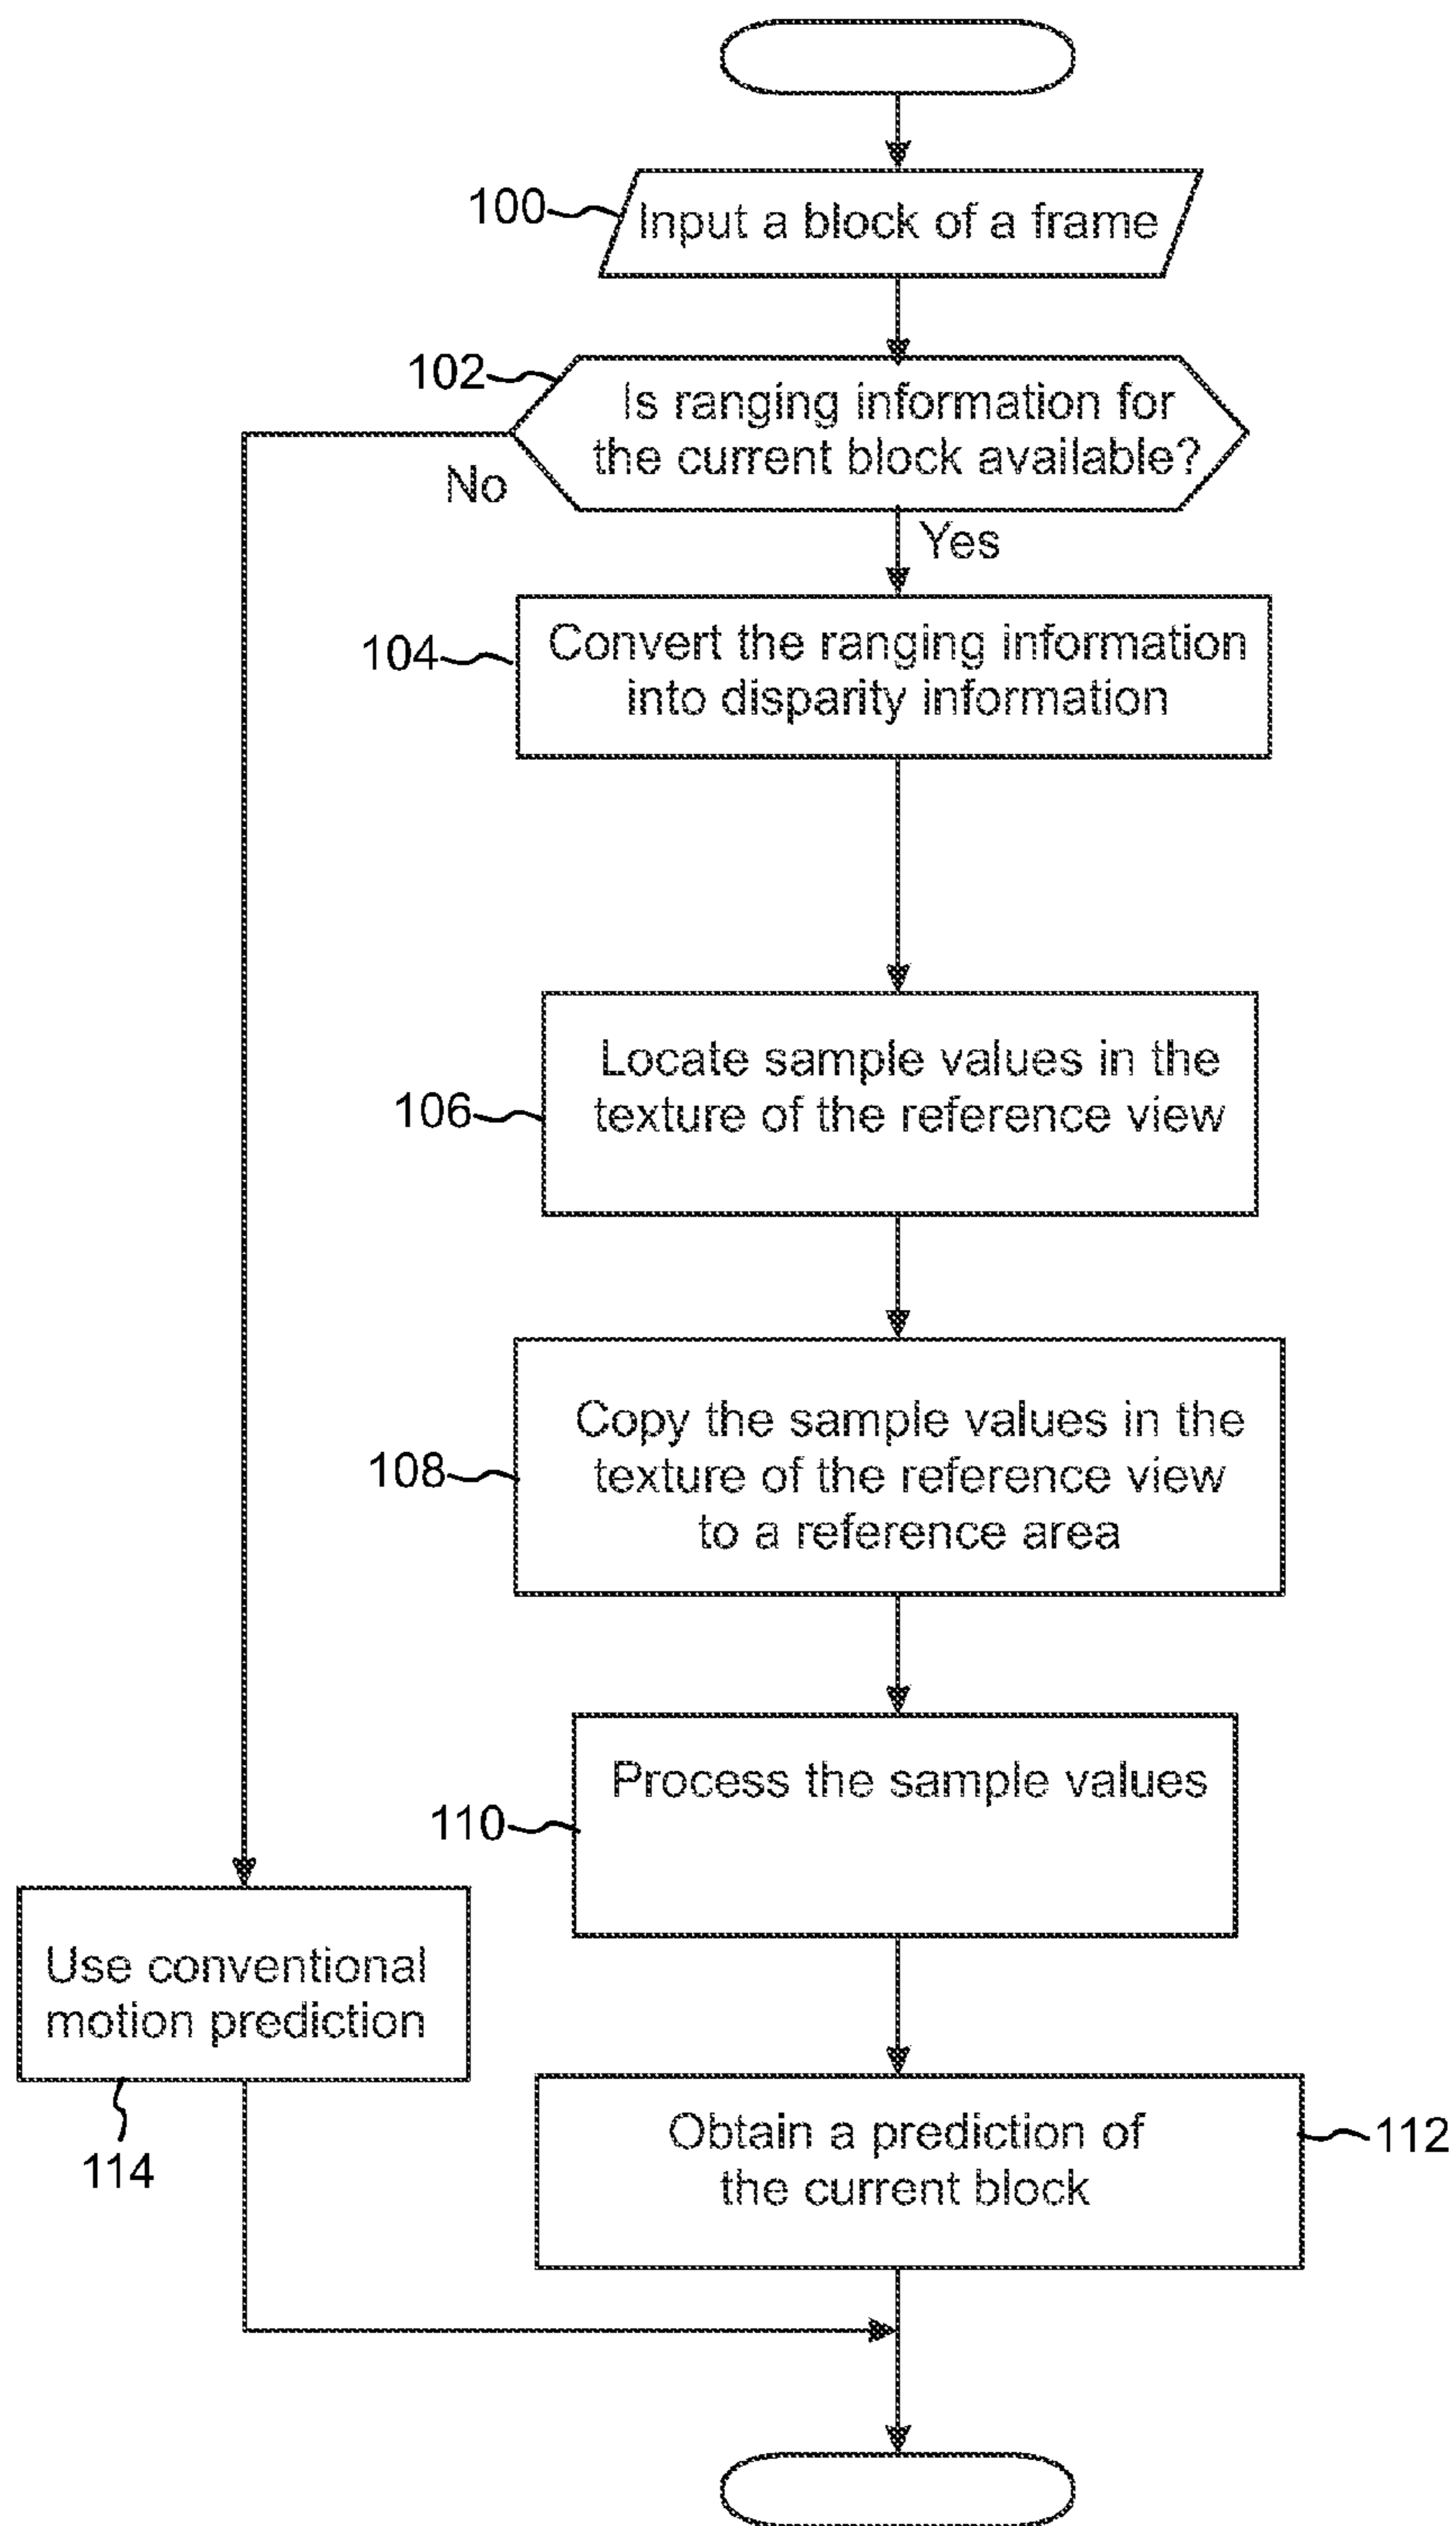 100
Input a block of a frame
102
Is ranging information for
the current block available?
No
Yes
104
Convert the ranging information
into disparity information
106
Locate sample values in the
texture of the reference view
108
Copy the sample values in the
texture of the reference view
to a reference area
110
Process the sample values
Use conventional
motion prediction
114
Obtain a prediction of
the current block
112